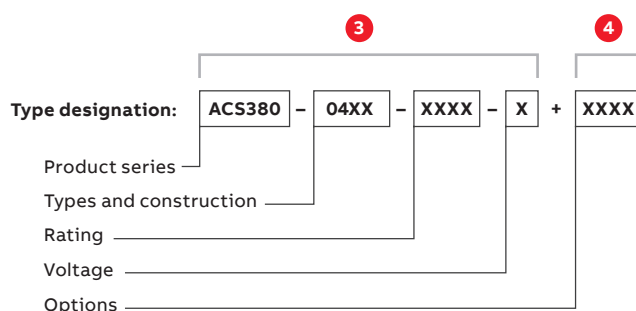 3 4
Type designation: ACS380 – 04XX – XXXX – X + XXXX
Product series
Types and construction
Rating
Voltage
Options